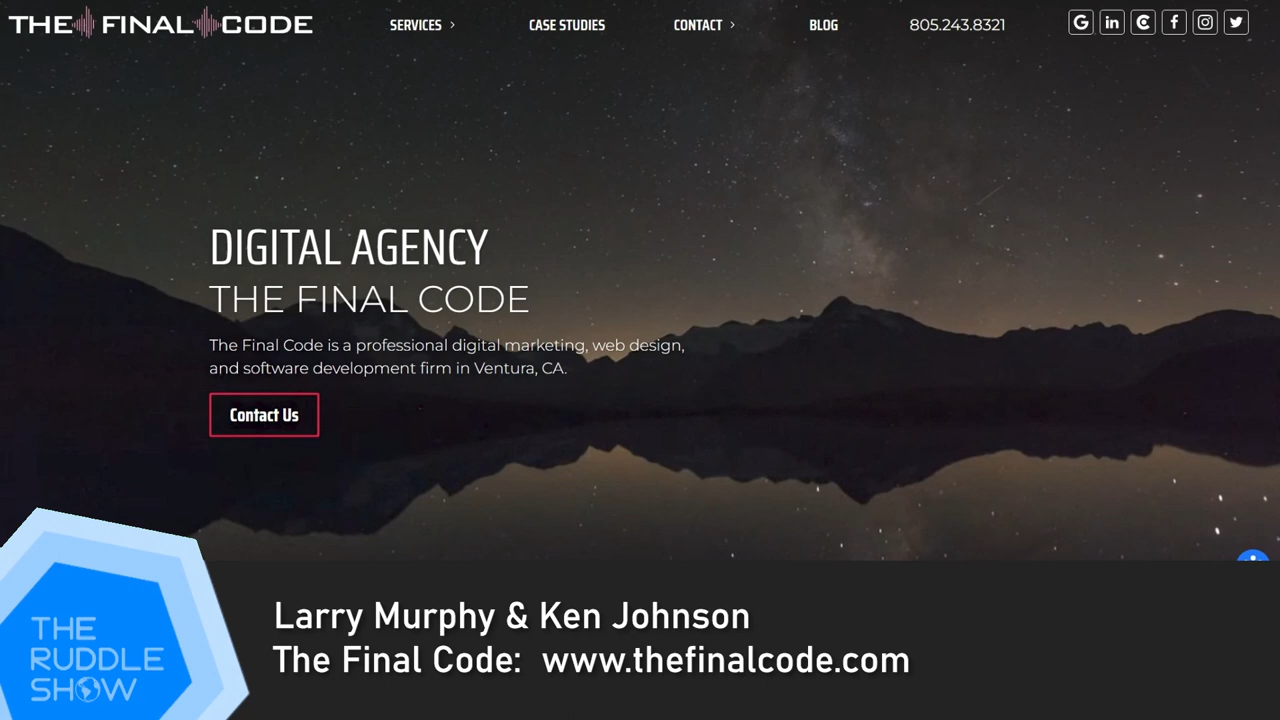 THE FINAL CODE
SERVICES
CASE STUDIES
CONTACT
BLOG
805.243.8321
DIGITAL AGENCY
THE FINAL CODE
The Final Code is a professional digital marketing, web design,
and software development firm in Ventura, CA.
Contact Us
THE
RUDDLE
SHOW
Larry Murphy & Ken Johnson
The Final Code: www.thefinalcode.com